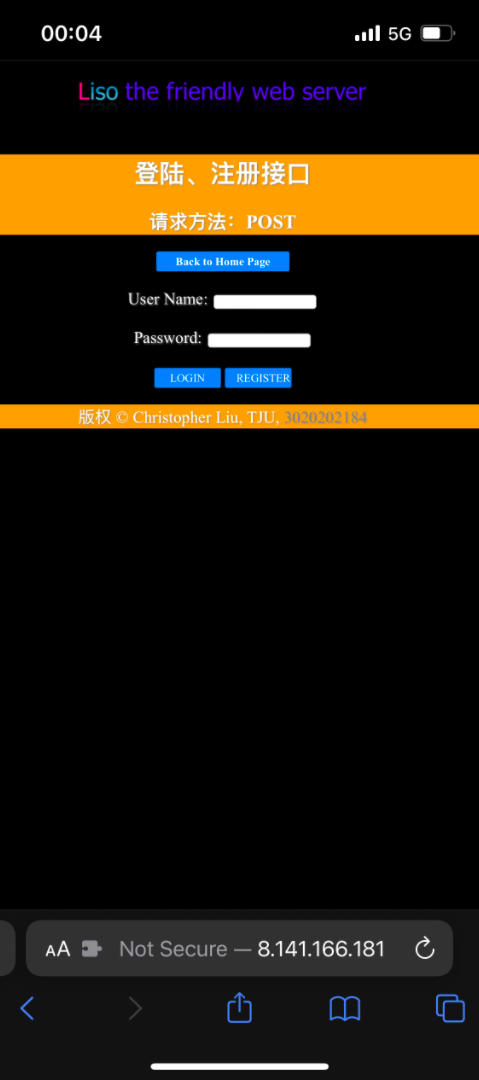 00:04
5G
Liso the friendly web server
登陆、注册接口
请求方法：POST
Back to Home Page
User Name:
Password:
LOGIN REGISTER
版权 © Christopher Liu, TJU, 3020202184
AA Not Secure — 8.141.166.181